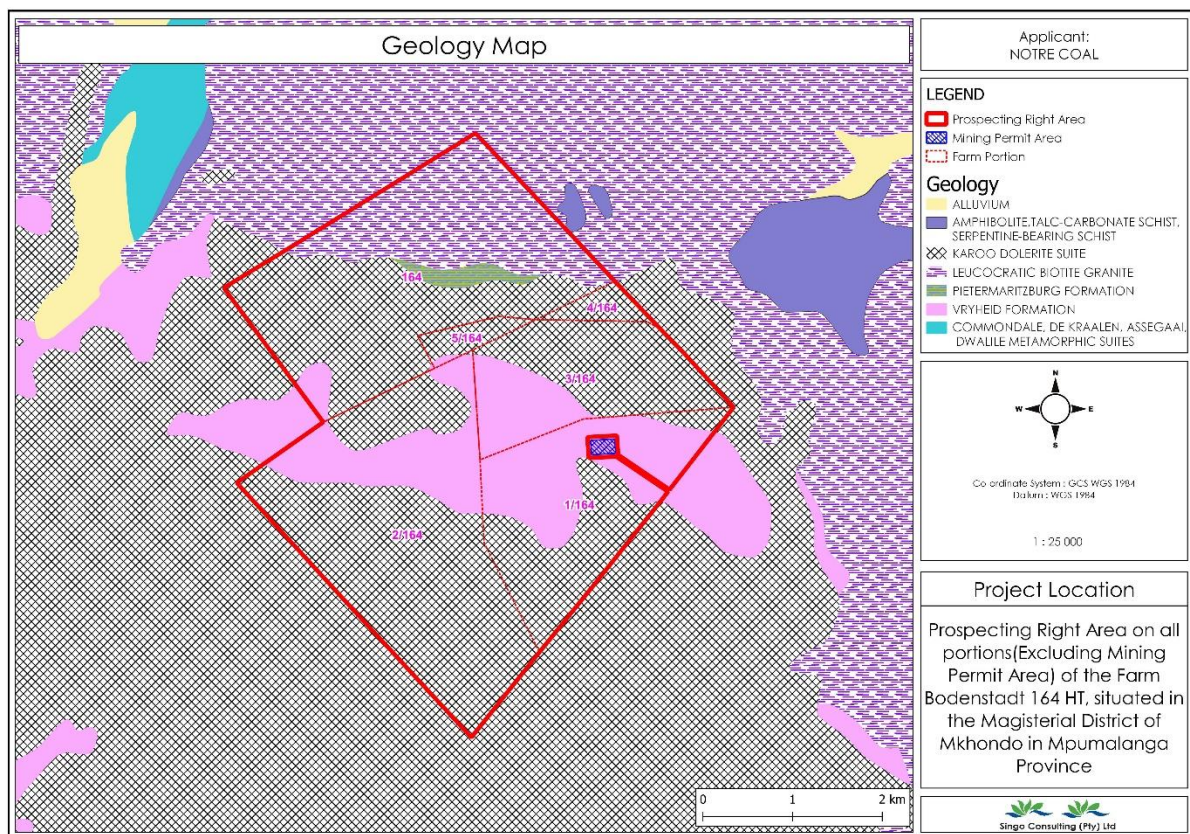 Geology Map
164
4/164
5/164
3/164
1/164
2/164
0 1 2 km
Applicant:
NOTRE COAL
LEGEND
Prospecting Right Area
Mining Permit Area
Farm Portion
Geology
ALLUVIUM
AMPHIBOLITE,TALC-CARBONATE SCHIST,
SERPENTINE-BEARING SCHIST
KAROO DOLERITE SUITE
LEUCOCRATIC BIOTITE GRANITE
PIETERMARITZBURG FORMATION
VRYHEID FORMATION
COMMONDALE, DE KRAALEN, ASSEGAAI,
DWALILE METAMORPHIC SUITES
N
W E
S
Co ordinate System : GCS WGS 1984
Datum : WGS 1984
1 : 25 000
Project Location
Prospecting Right Area on all
portions(Excluding Mining
Permit Area) of the Farm
Bodenstadt 164 HT, situated in
the Magisterial District of
Mkhondo in Mpumalanga
Province
Singo Consulting (Pty) Ltd